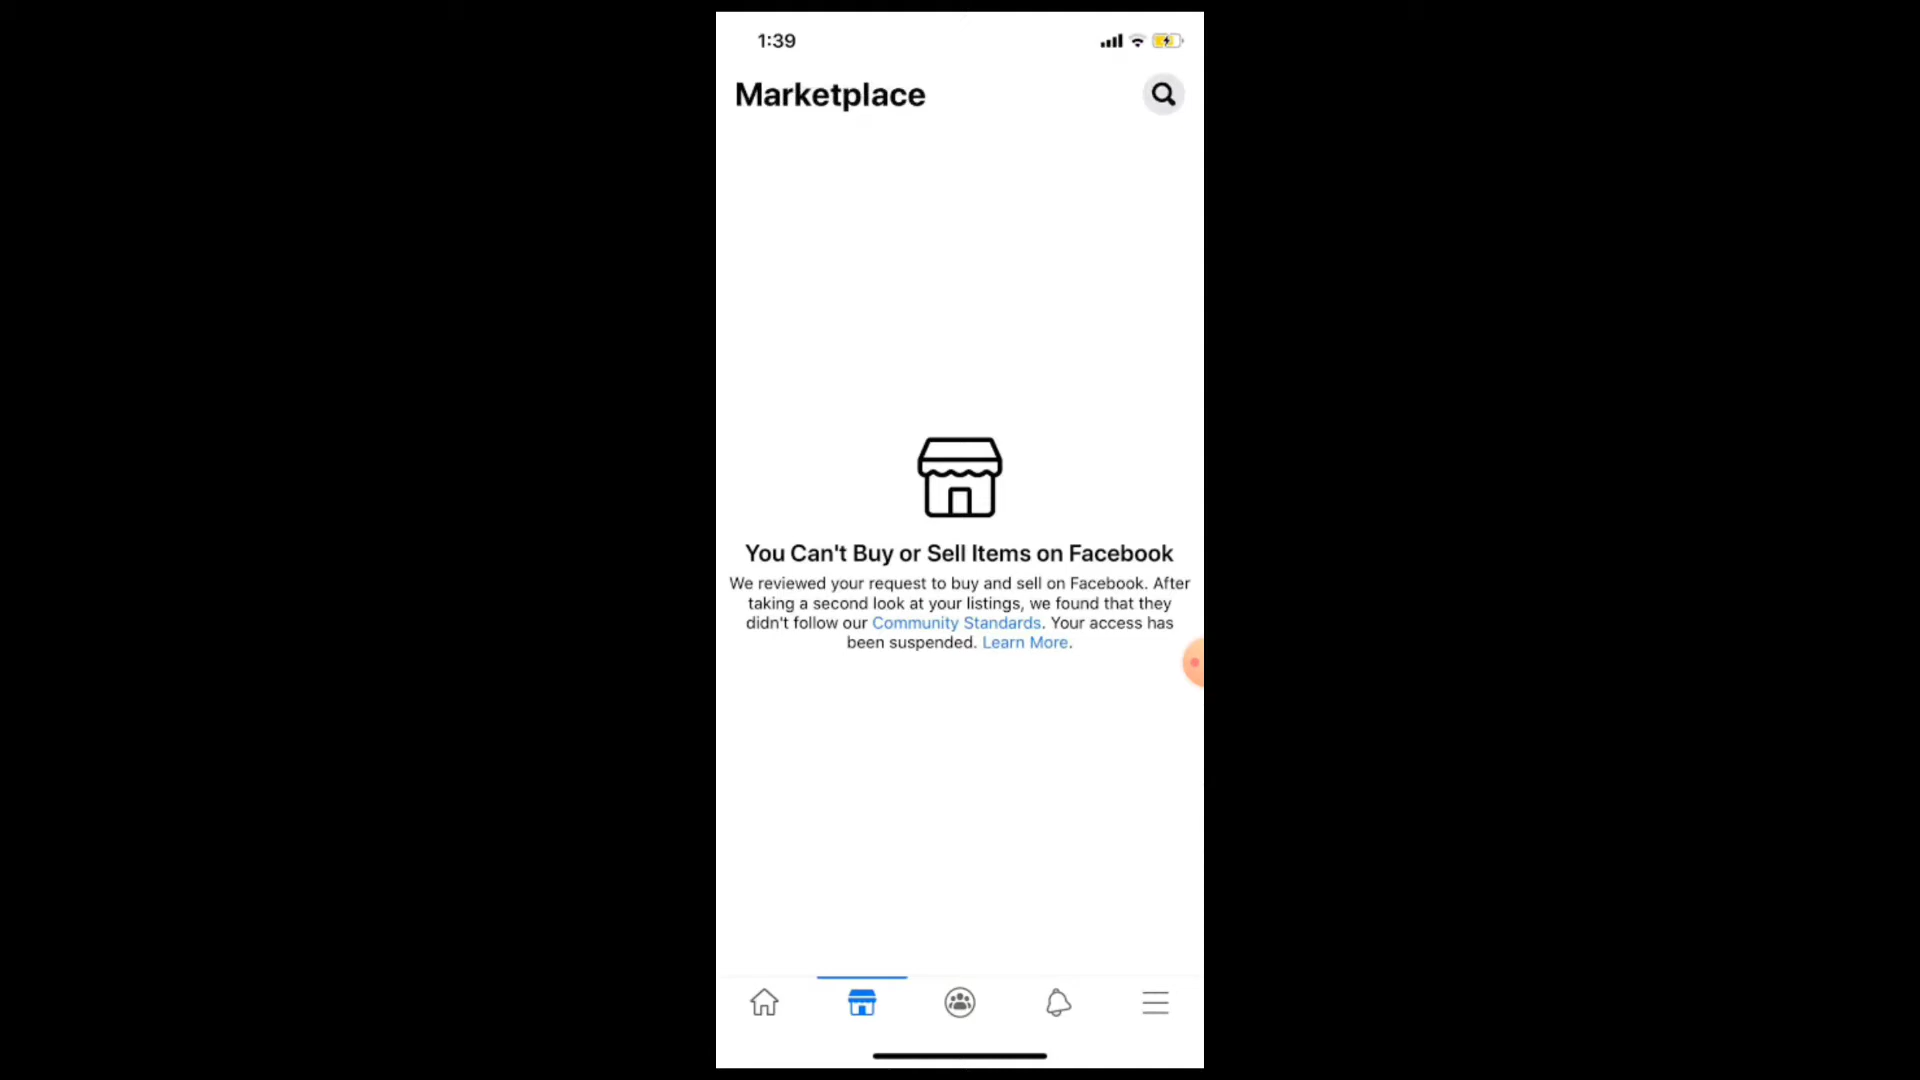 1:39
Marketplace
You Can't Buy or Sell Items on Facebook
We reviewed your request to buy and sell on Facebook. After
taking a second look at your listings, we found that they
didn't follow our Community Standards. Your access has
been suspended. Learn More.